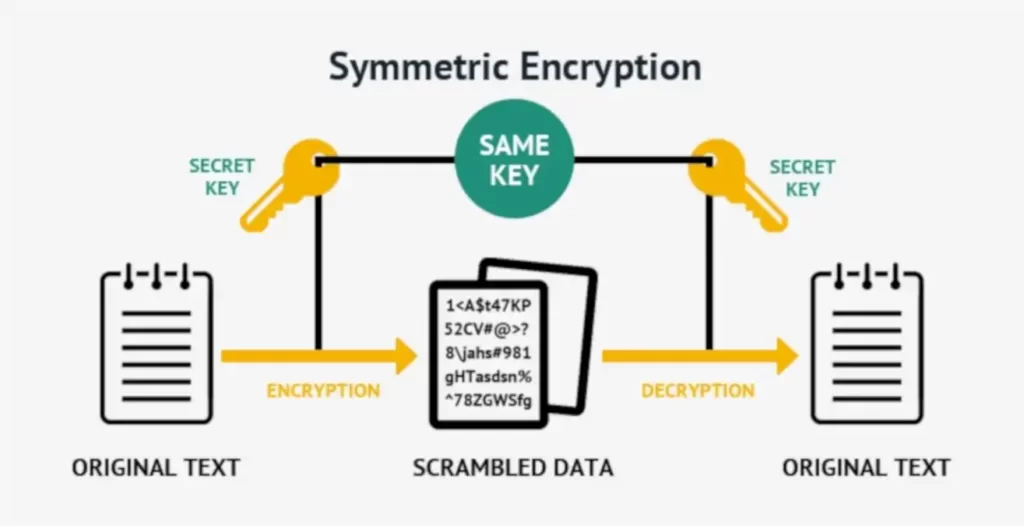 Symmetric Encryption
SECRET
KEY
SAME
KEY
SECRET
KEY
1<A$t47KP
52CV#@>?
8\jahs#981
gHTasdsn%
^78ZGWSfg
ENCRYPTION
DECRYPTION
ORIGINAL TEXT
SCRAMBLED DATA
ORIGINAL TEXT